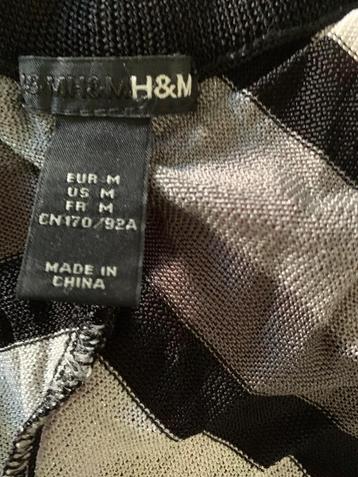 H&M H&M
EUR M
US M
FR M
CN170/92A
MADE IN
CHINA